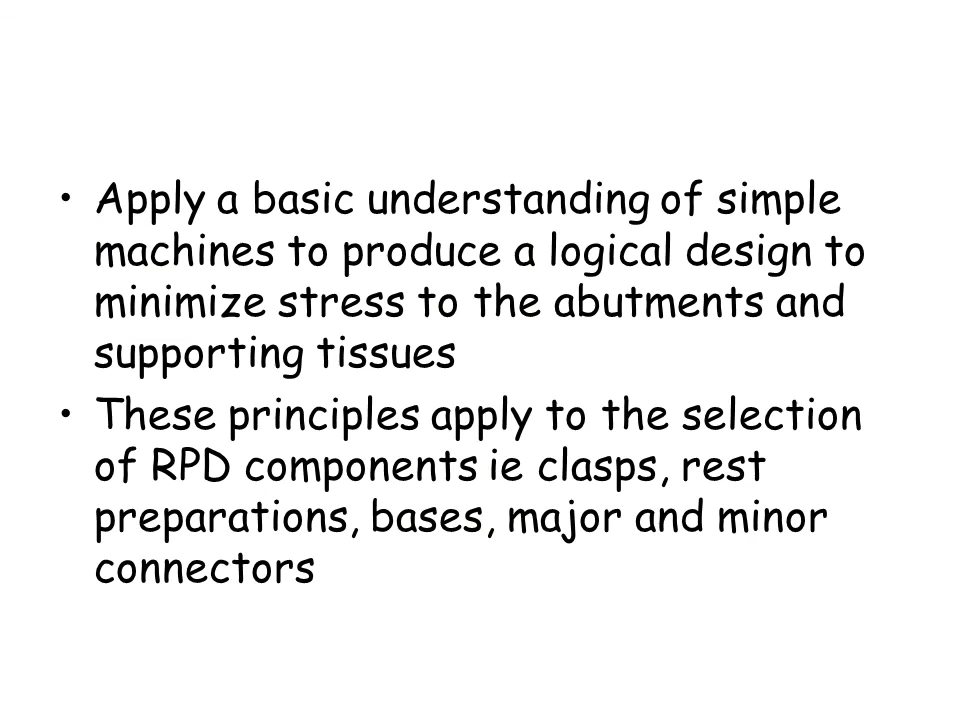 • Apply a basic understanding of simple
machines to produce a logical design to
minimize stress to the abutments and
supporting tissues
• These principles apply to the selection
of RPD components ie clasps, rest
preparations, bases, major and minor
connectors